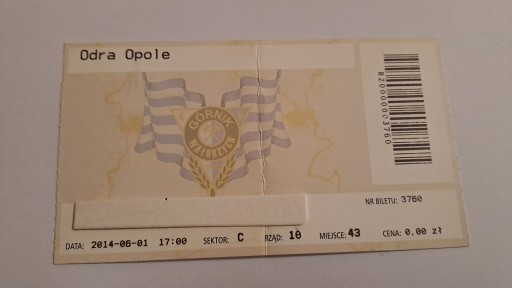 Odra Opole
GÓRNIK
WAŁBRZYCH
8200000003760
NR BILETU: 3760
DATA: 2014-06-01 17:00 SEKTOR: C RZĄD: 10 MIEJSCE: 43 CENA: 0.00 zł